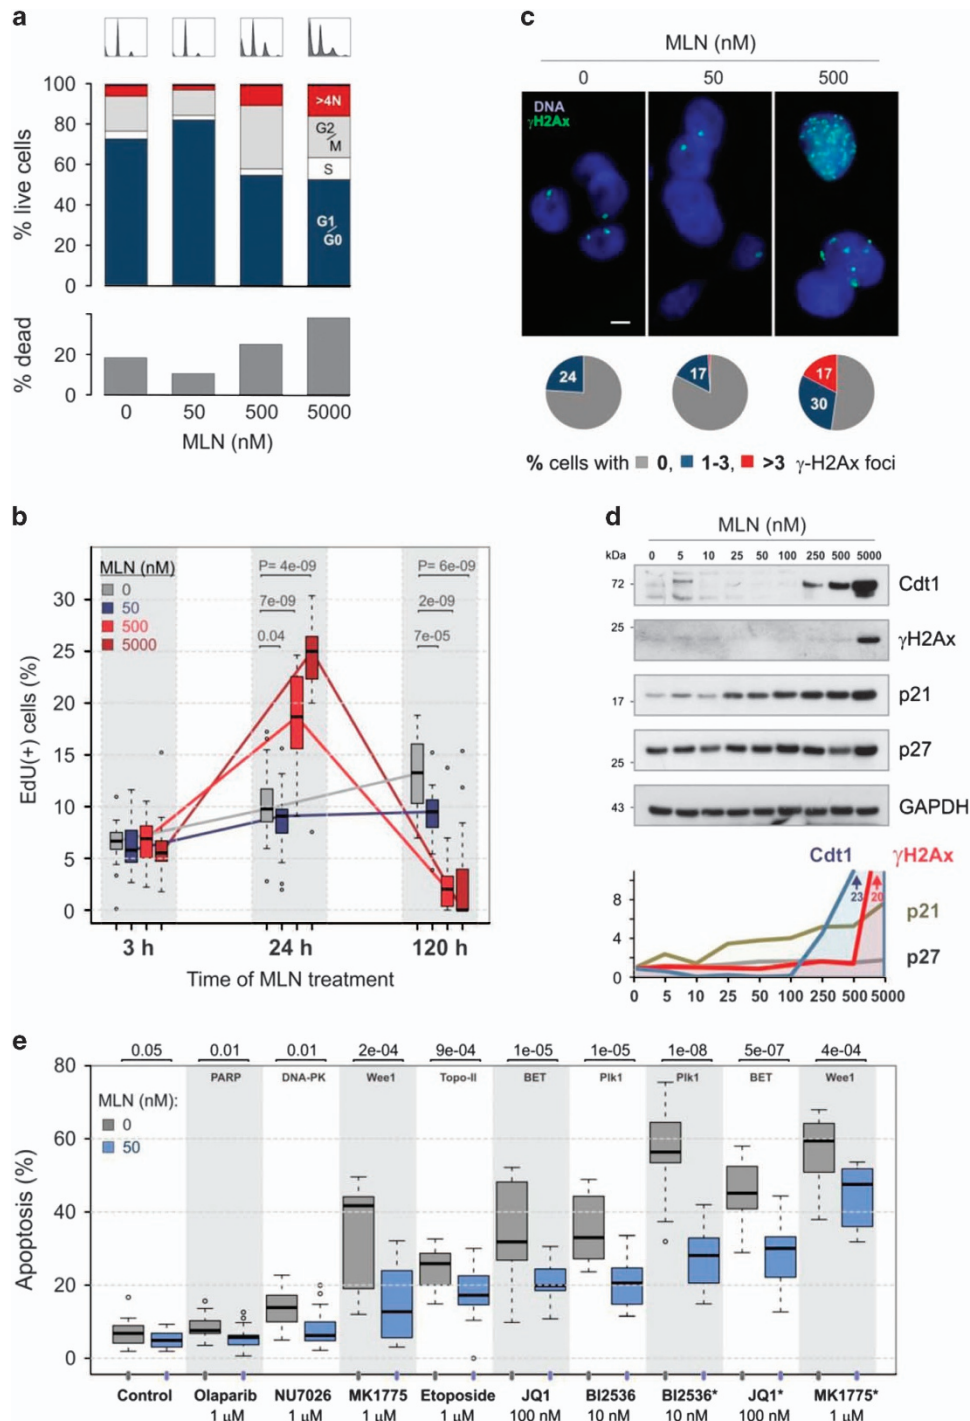 a
100
80
60
40
20
0
% live cells
>4N
G2/M
S
G1/G0
% dead
20
0
0 50 500 5000
MLN (nM)
c
MLN (nM)
0 50 500
DNA
γH2Ax
24 17 17
30
% cells with 0, 1-3, >3 γ-H2Ax foci
b
MLN (nM)
0
50
500
5000
P= 4e-09
7e-09
0.04
P= 6e-09
2e-09
7e-05
30
25
20
15
10
5
0
EdU(+) cells (%)
3 h 24 h 120 h
Time of MLN treatment
d
MLN (nM)
kDa 0 5 10 25 50 100 250 500 5000
72 Cdt1
25 γH2Ax
17 p21
25 p27
43 GAPDH
Cdt1 γH2Ax
8
4
0
23 20
p21
p27
0 5 10 25 50 100 250 500 5000
e
0.05 0.01 0.01 2e-04 9e-04 1e-05 1e-05 1e-08 5e-07 4e-04
PARP DNA-PK Wee1 Topo-II BET Plk1 Plk1 BET Wee1
MLN (nM):
0
50
80
60
40
20
0
Apoptosis (%)
Control Olaparib NU7026 MK1775 Etoposide JQ1 BI2536 BI2536* JQ1* MK1775*
1 μM 1 μM 1 μM 1 μM 100 nM 10 nM 10 nM 100 nM 1 μM